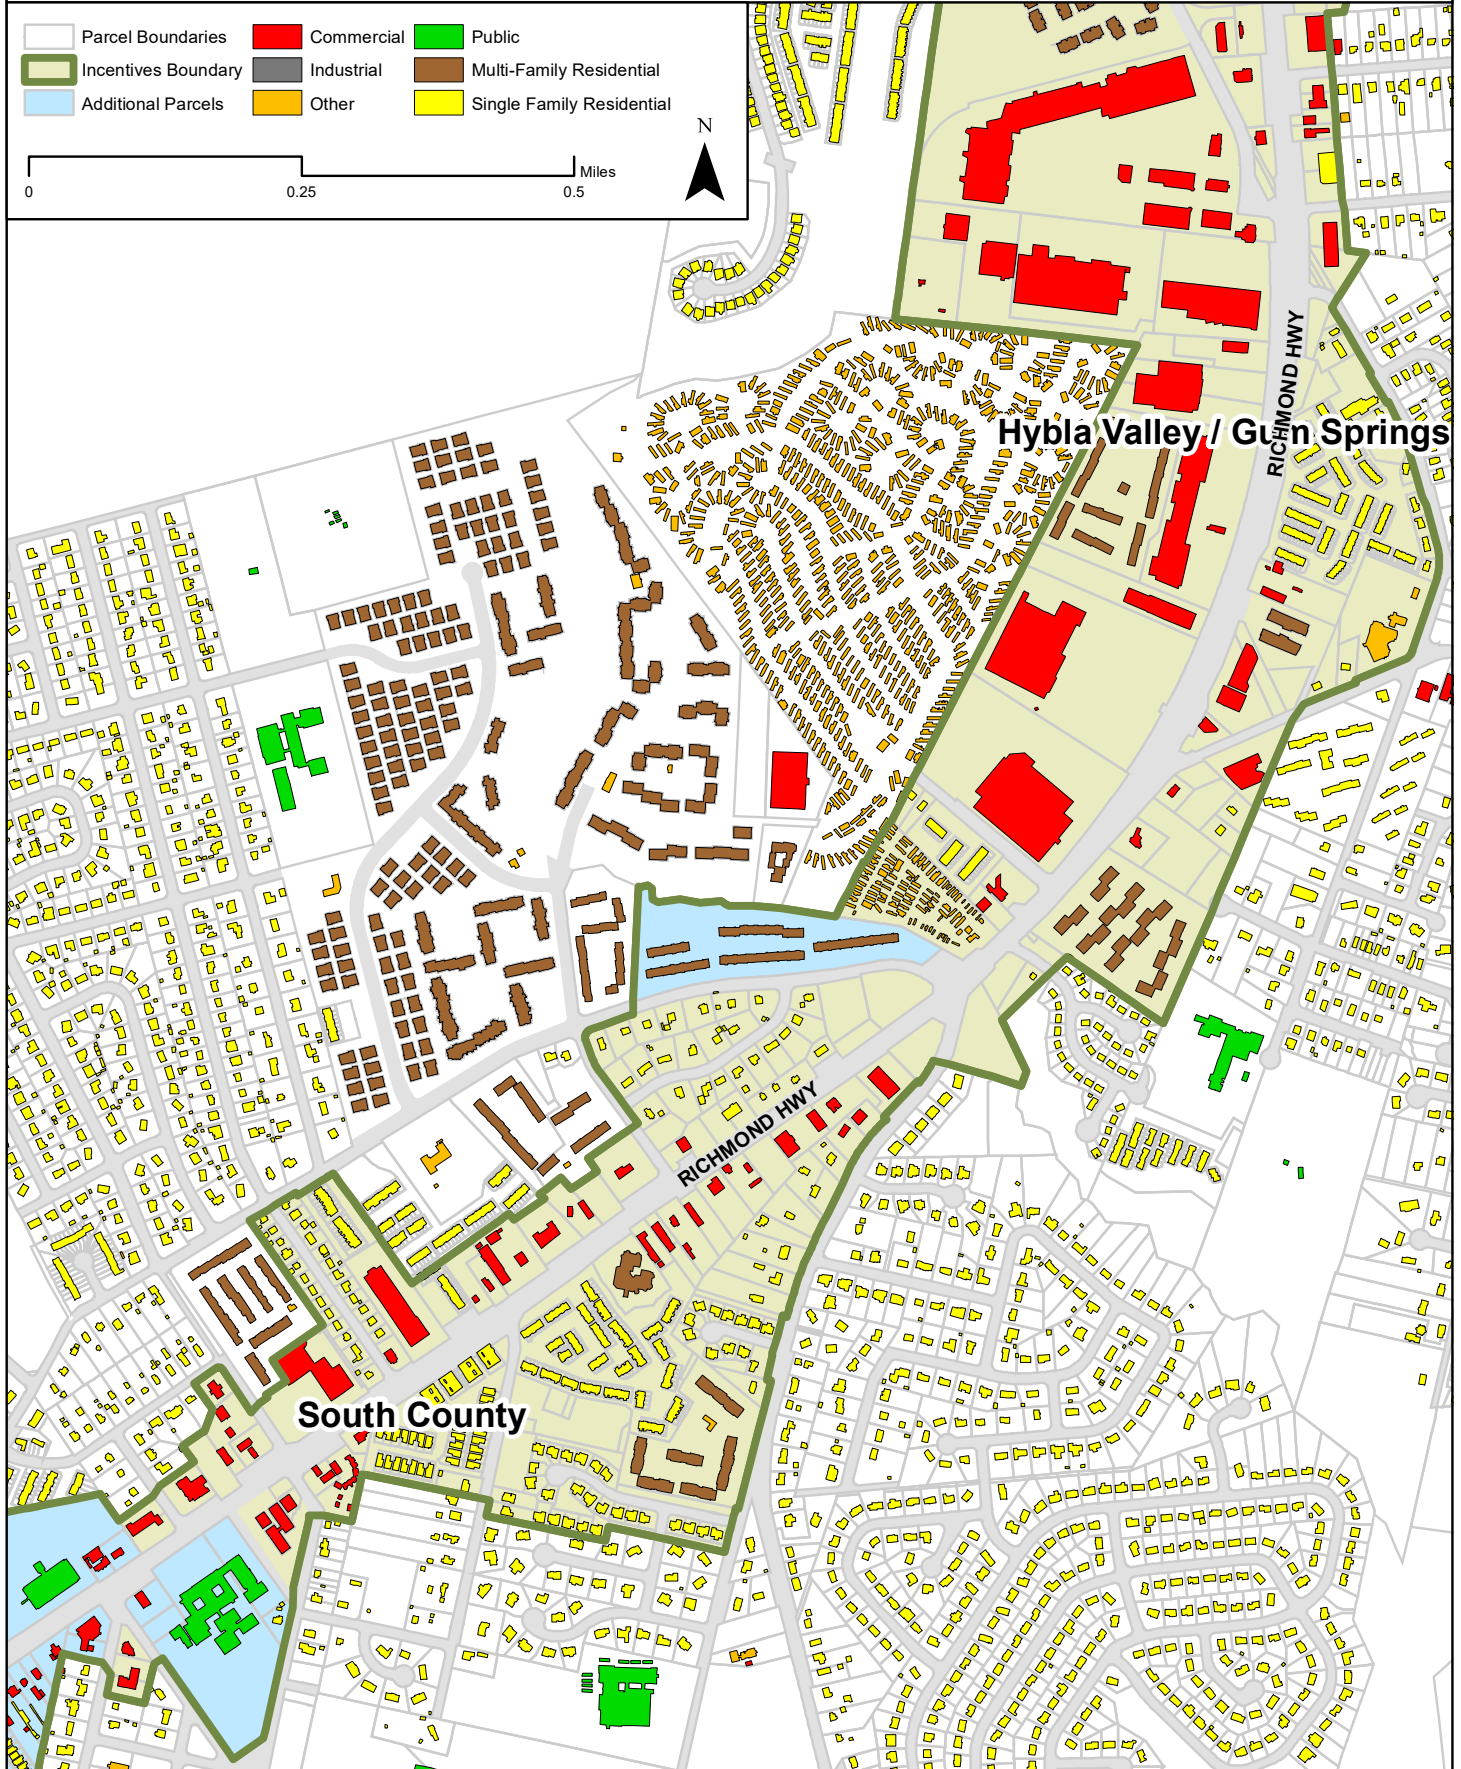 Parcel Boundaries
Commercial
Public
Incentives Boundary
Industrial
Multi-Family Residential
Additional Parcels
Other
Single Family Residential
N
Miles
0
0.25
0.5
RICHMOND HWY
Hybla Valley / Gum Springs
RICHMOND HWY
South County